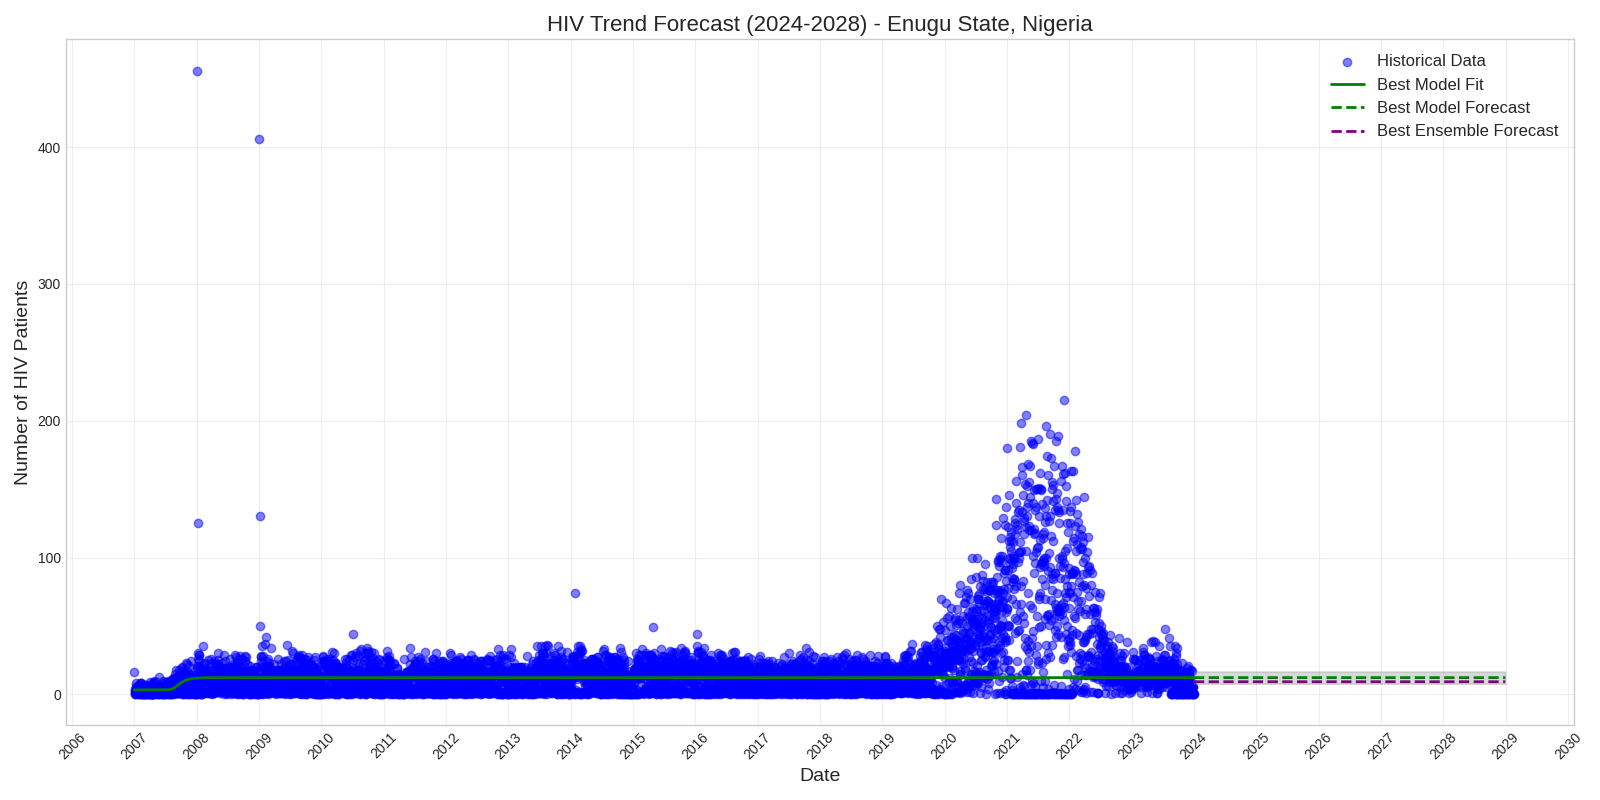 HIV Trend Forecast (2024-2028) - Enugu State, Nigeria
Historical Data
Best Model Fit
Best Model Forecast
Best Ensemble Forecast
Number of HIV Patients
400
300
200
100
0
2006 2007 2008 2009 2010 2011 2012 2013 2014 2015 2016 2017 2018 2019 2020 2021 2022 2023 2024 2025 2026 2027 2028 2029 2030
Date